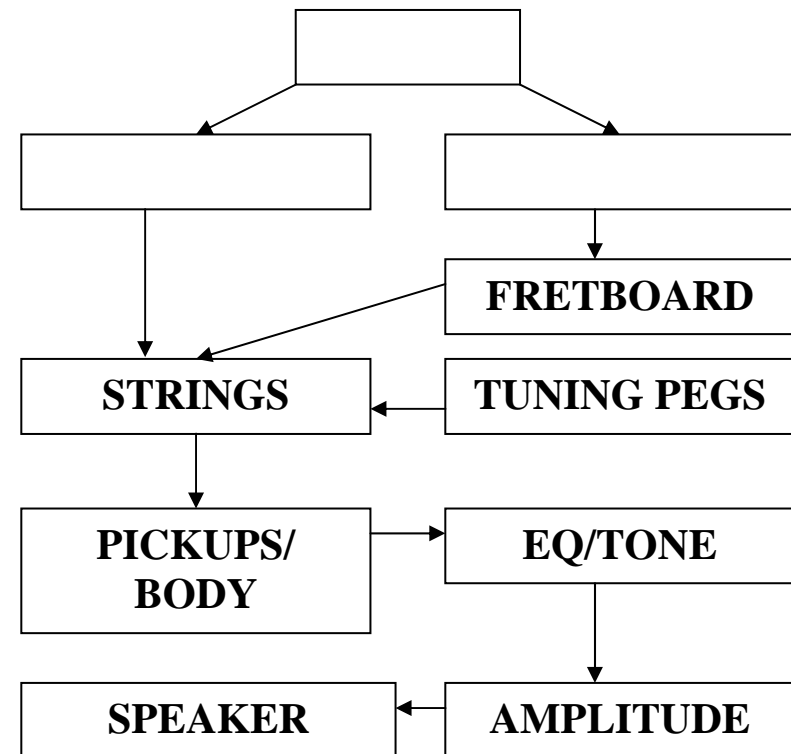 FRETBOARD
STRINGS
TUNING PEGS
PICKUPS/
BODY
EQ/TONE
SPEAKER
AMPLITUDE